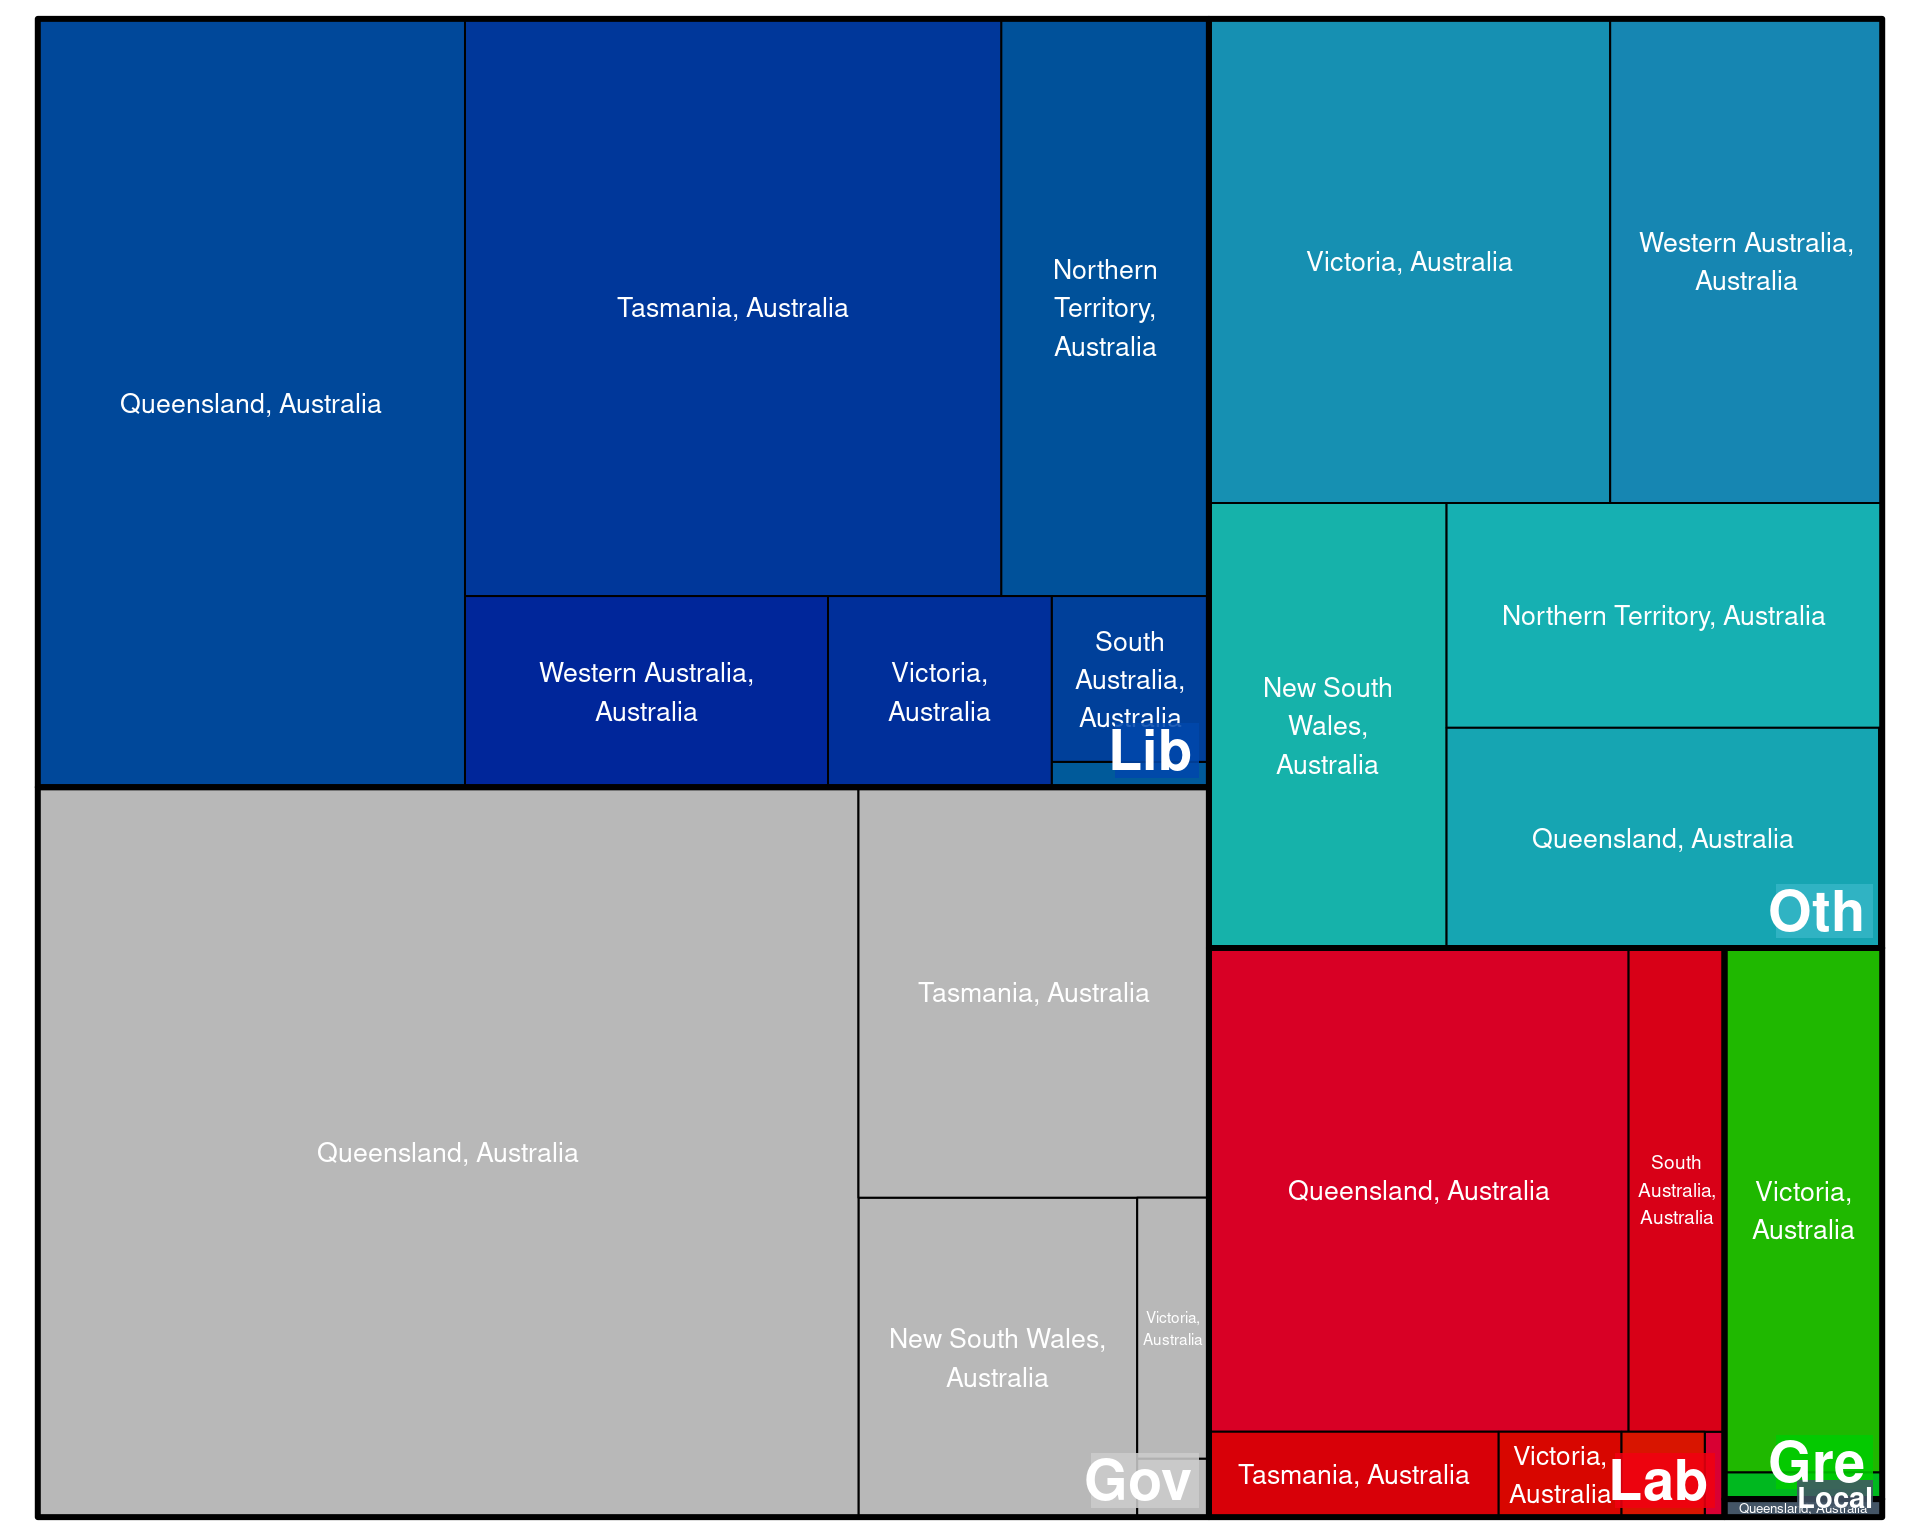 Queensland, Australia
Tasmania, Australia
Northern
Territory,
Australia
Western Australia,
Australia
Victoria,
Australia
South
Australia,
Australia
Lib
Victoria, Australia
Western Australia,
Australia
New South
Wales,
Australia
Northern Territory, Australia
Queensland, Australia
Oth
Queensland, Australia
Tasmania, Australia
New South Wales,
Australia
Victoria,
Australia
Gov
Queensland, Australia
South
Australia,
Australia
Tasmania, Australia
Victoria,
Australia
Lab
Victoria,
Australia
Gre
Local
Queensland, Australia